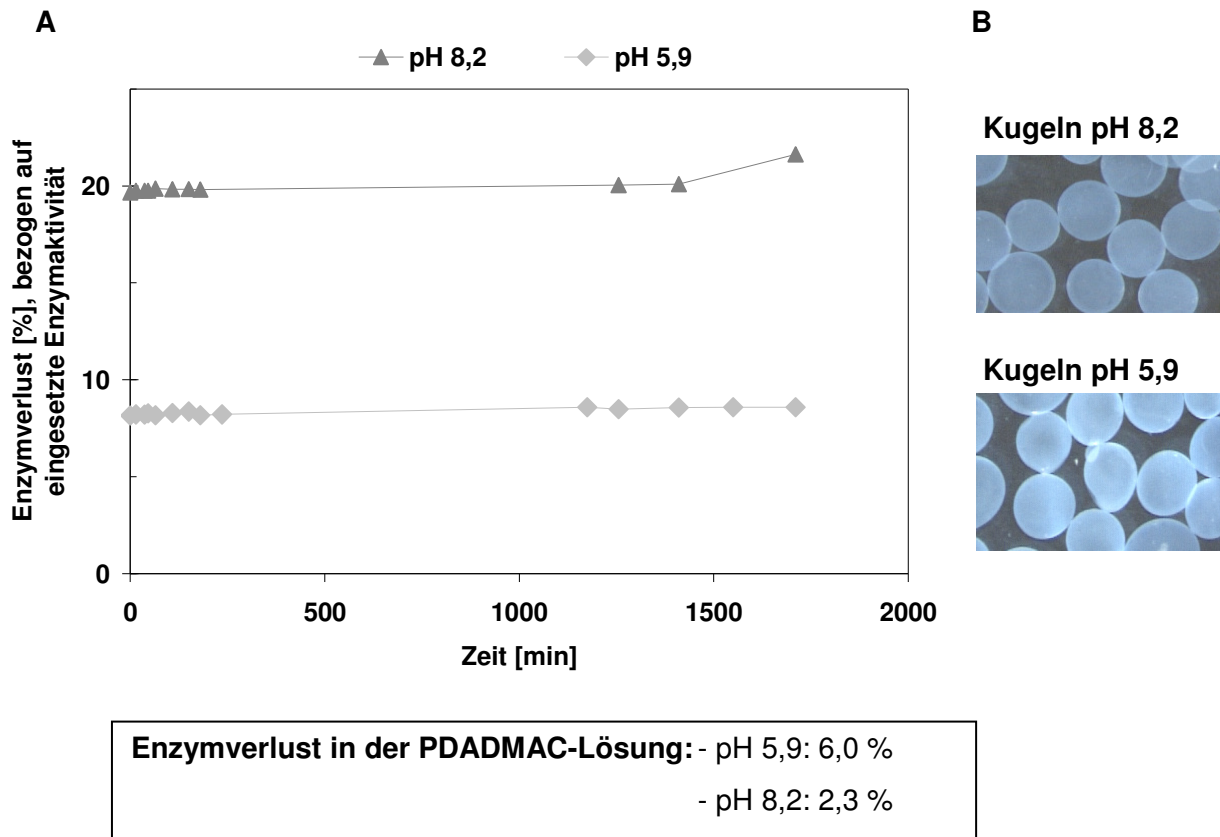 A
B
pH 8,2
pH 5,9
Enzymverlust [%], bezogen auf
eingesetzte Enzymaktivität
20
10
0
0
500
1000
1500
2000
Zeit [min]
Kugeln pH 8,2
Kugeln pH 5,9
Enzymverlust in der PDADMAC-Lösung: - pH 5,9: 6,0 %
- pH 8,2: 2,3 %